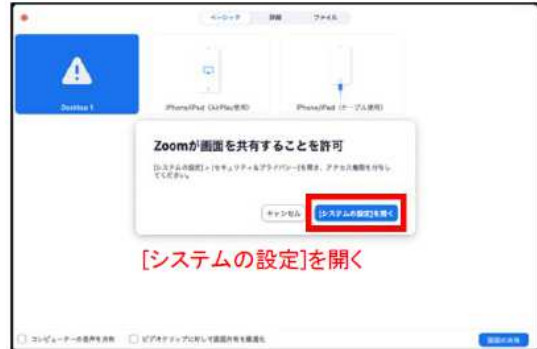 ベーシック 詳細 ファイル
Desktop 1
iPhone/iPad（AirPlay使用）
iPhone/iPad（ケーブル使用）
Zoomが画面を共有することを許可
[システムの設定] > [セキュリティ&プライバシー]を開き、アクセス権限を付与し
てください。
キャンセル
[システムの設定]を開く
[システムの設定]を開く
コンピューターの音声を共有
ビデオクリップに対して画面共有を最適化
画面の共有